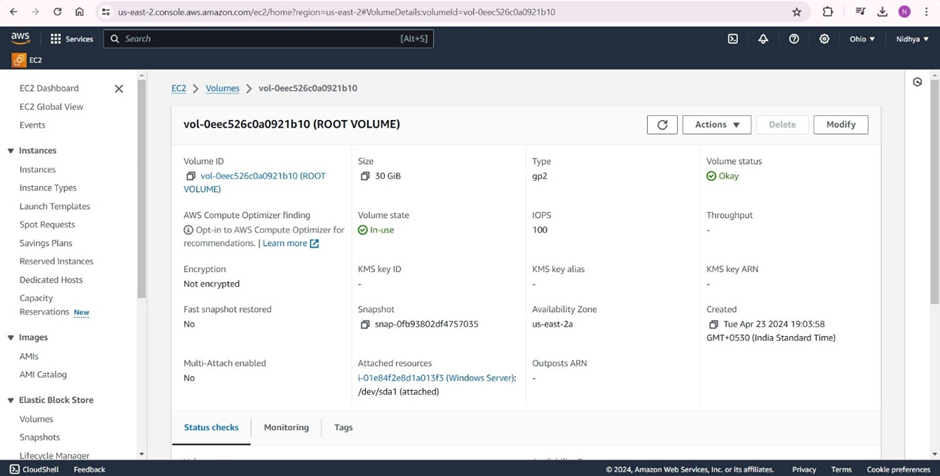 us-east-2.console.aws.amazon.com/ec2/home?region=us-east-2#VolumeDetails:volumeId=vol-0eec526c0a0921b10
N
aws
Services
Search
[Alt+S]
Ohio
Nidhya
EC2
EC2 Dashboard
EC2 Global View
Events
Instances
Instances
Instance Types
Launch Templates
Spot Requests
Savings Plans
Reserved Instances
Dedicated Hosts
Capacity
Reservations New
Images
AMIs
AMI Catalog
Elastic Block Store
Volumes
Snapshots
Lifecycle Manager
EC2 > Volumes > vol-0eec526c0a0921b10
vol-0eec526c0a0921b10 (ROOT VOLUME)
Actions
Delete
Modify
Volume ID
vol-0eec526c0a0921b10 (ROOT
VOLUME)
Size
30 GiB
Type
gp2
Volume status
Okay
AWS Compute Optimizer finding
Opt-in to AWS Compute Optimizer for
recommendations. | Learn more
Volume state
In-use
IOPS
100
Throughput
-
Encryption
Not encrypted
KMS key ID
-
KMS key alias
-
KMS key ARN
-
Fast snapshot restored
No
Snapshot
snap-0fb93802df4757035
Availability Zone
us-east-2a
Created
Tue Apr 23 2024 19:03:58
GMT+0530 (India Standard Time)
Multi-Attach enabled
No
Attached resources
i-01e84f2e8d1a013f3 (Windows Server):
/dev/sda1 (attached)
Outposts ARN
-
Status checks
Monitoring
Tags
CloudShell
Feedback
© 2024, Amazon Web Services, Inc. or its affiliates.
Privacy
Terms
Cookie preferences